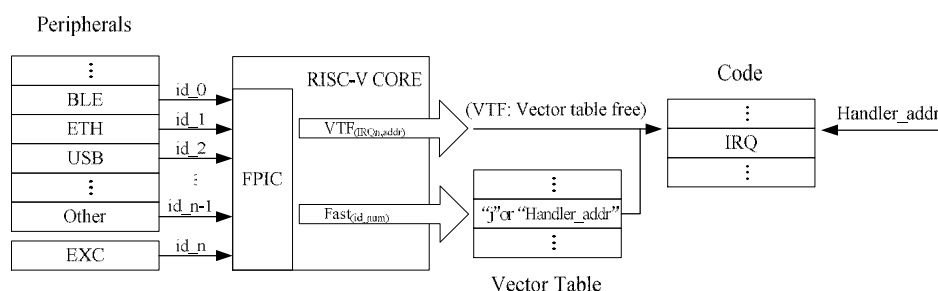 Peripherals
⋮
BLE
ETH
USB
⋮
Other
EXC
id_0
id_1
id_2
⋮
id_n-1
id_n
RISC-V CORE
FPIC
VTF(IRQn,addr)
Fast(id_num)
(VTF: Vector table free)
⋮
“j”or “Handler_addr”
⋮
Vector Table
Code
⋮
IRQ
⋮
Handler_addr